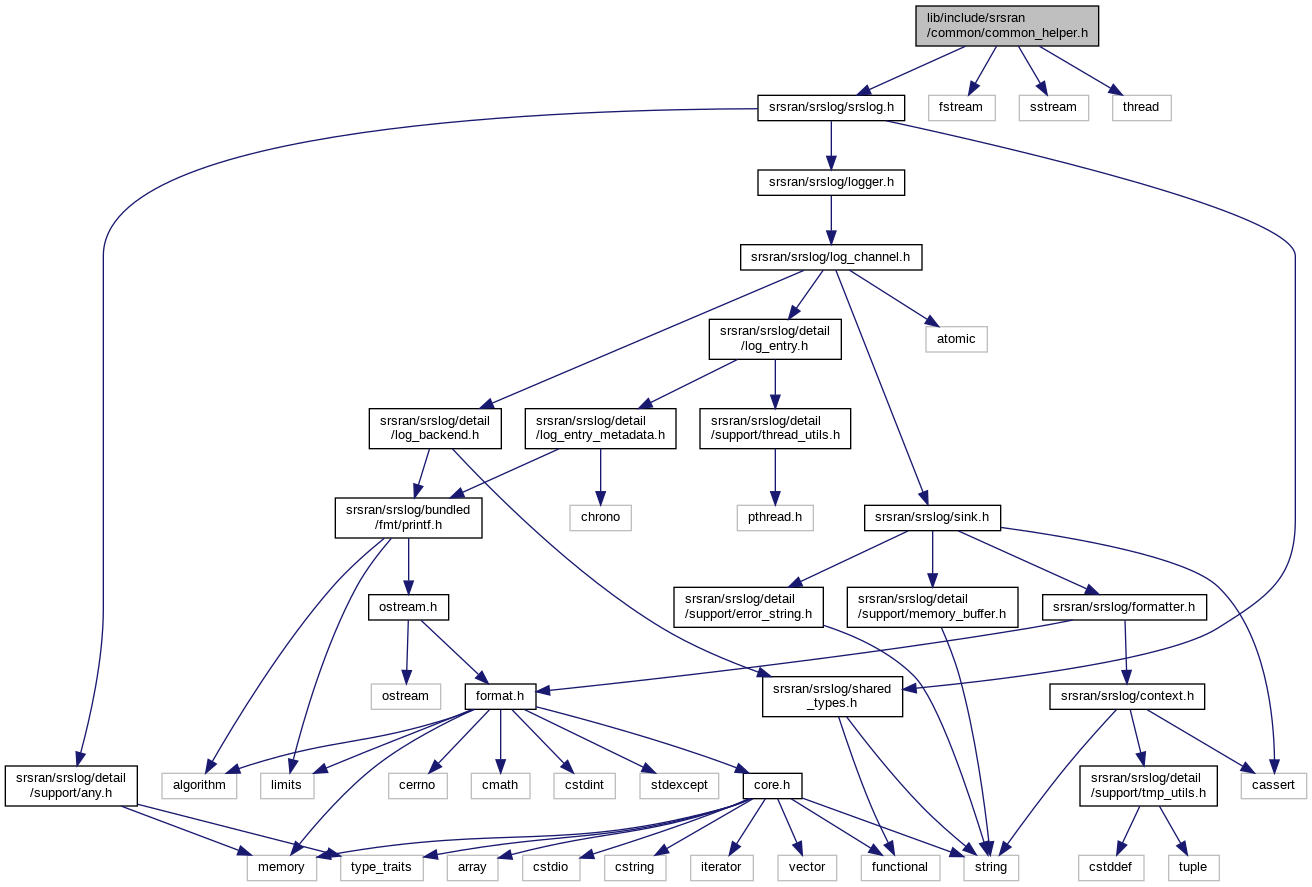 lib/include/srsran
/common/common_helper.h
srsran/srslog/srslog.h
fstream
sstream
thread
srsran/srslog/logger.h
srsran/srslog/log_channel.h
srsran/srslog/detail
/log_entry.h
atomic
srsran/srslog/detail
/log_backend.h
srsran/srslog/detail
/log_entry_metadata.h
srsran/srslog/detail
/support/thread_utils.h
srsran/srslog/bundled
/fmt/printf.h
chrono
pthread.h
srsran/srslog/sink.h
ostream.h
srsran/srslog/detail
/support/error_string.h
srsran/srslog/detail
/support/memory_buffer.h
srsran/srslog/formatter.h
ostream
format.h
srsran/srslog/shared
_types.h
srsran/srslog/context.h
srsran/srslog/detail
/support/any.h
algorithm
limits
cerrno
cmath
cstdint
stdexcept
core.h
srsran/srslog/detail
/support/tmp_utils.h
cassert
memory
type_traits
array
cstdio
cstring
iterator
vector
functional
string
cstddef
tuple